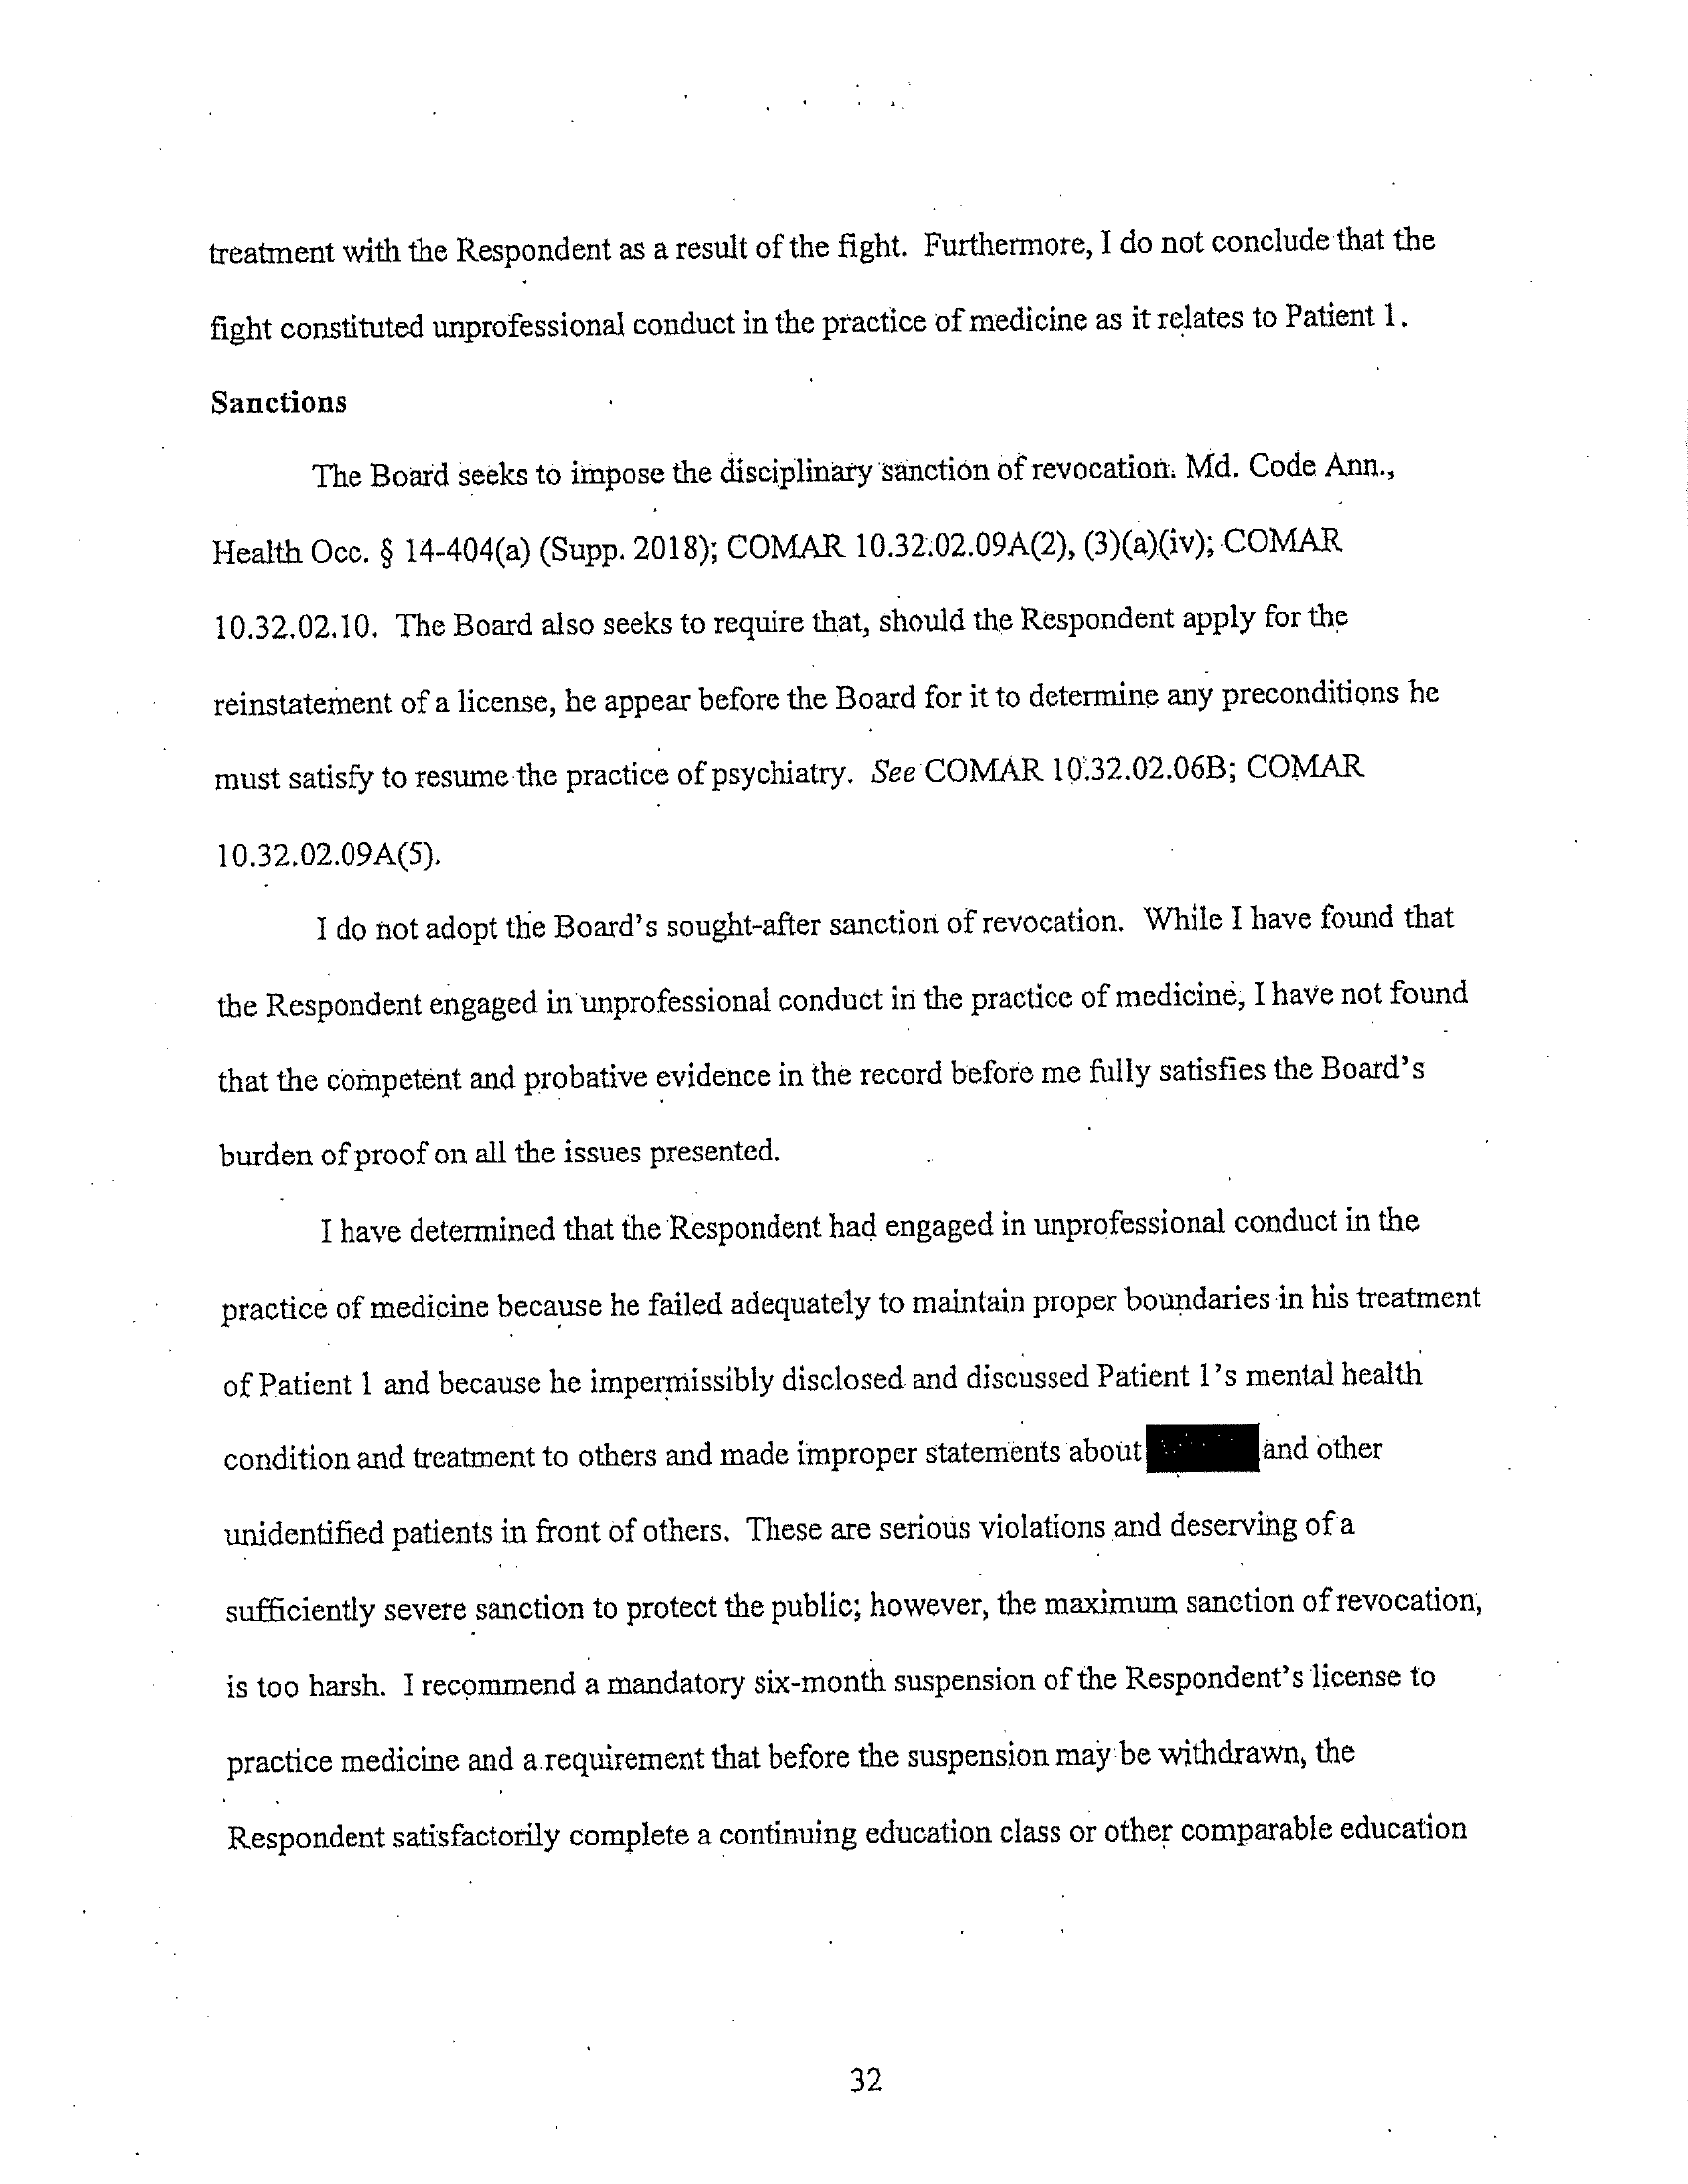 treatment with the Respondent as a result of the fight. Furthermore, I do not conclude that the
fight constituted unprofessional conduct in the practice of medicine as it relates to Patient 1.
Sanctions
The Board seeks to impose the disciplinary sanction of revocation. Md. Code Ann.,
Health Occ. § 14-404(a) (Supp. 2018); COMAR 10.32.02.09A(2), (3)(a)(iv); COMAR
10.32.02.10. The Board also seeks to require that, should the Respondent apply for the
reinstatement of a license, he appear before the Board for it to determine any preconditions he
must satisfy to resume the practice of psychiatry. See COMAR 10.32.02.06B; COMAR
10.32.02.09A(5).
I do not adopt the Board's sought-after sanction of revocation. While I have found that
the Respondent engaged in unprofessional conduct in the practice of medicine, I have not found
that the competent and probative evidence in the record before me fully satisfies the Board's
burden of proof on all the issues presented.
I have determined that the Respondent had engaged in unprofessional conduct in the
practice of medicine because he failed adequately to maintain proper boundaries in his treatment
of Patient 1 and because he impermissibly disclosed and discussed Patient 1's mental health
condition and treatment to others and made improper statements about and other
unidentified patients in front of others. These are serious violations and deserving of a
sufficiently severe sanction to protect the public; however, the maximum sanction of revocation,
is too harsh. I recommend a mandatory six-month suspension of the Respondent's license to
practice medicine and a requirement that before the suspension may be withdrawn, the
Respondent satisfactorily complete a continuing education class or other comparable education
32